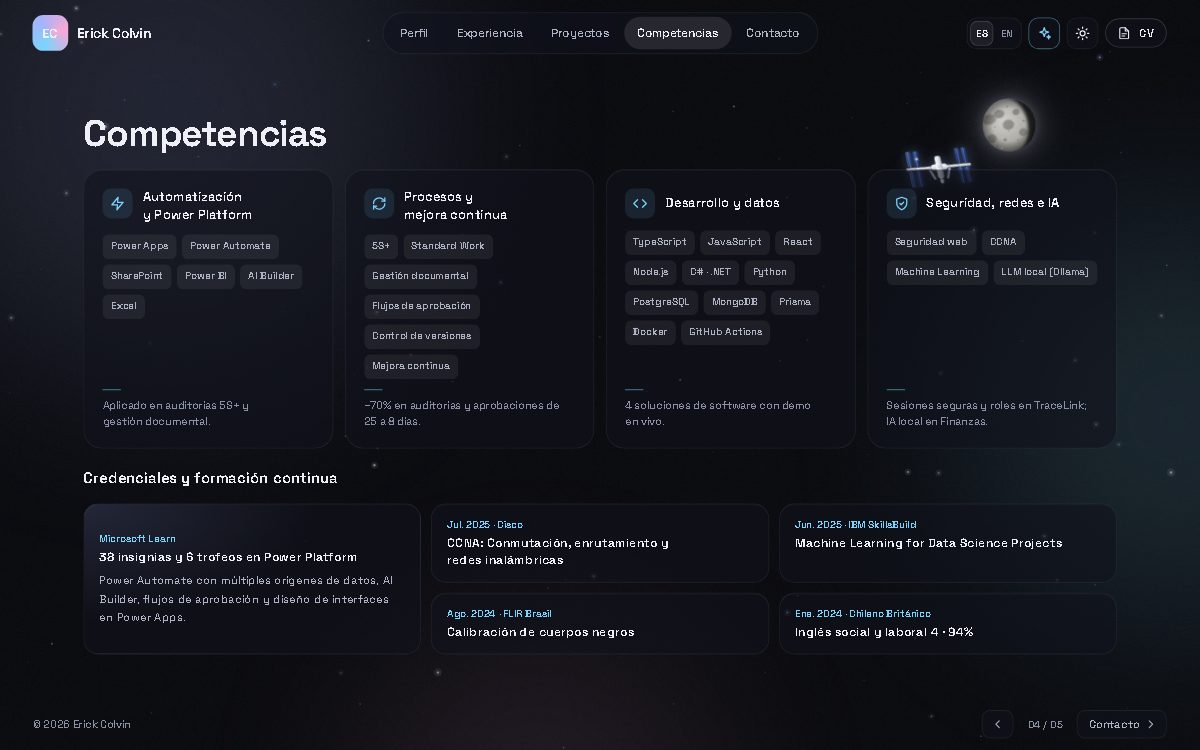 EC Erick Colvin
Perfil Experiencia Proyectos Competencias Contacto
ES EN CV
Competencias
Automatización
y Power Platform
Power Apps Power Automate
SharePoint Power BI AI Builder
Excel
Aplicado en auditorías 5S+ y
gestión documental.
Procesos y
mejora continua
5S+ Standard Work
Gestión documental
Flujos de aprobación
Control de versiones
Mejora continua
−70% en auditorías y aprobaciones de
25 a 8 días.
Desarrollo y datos
TypeScript JavaScript React
Node.js C# · .NET Python
PostgreSQL MongoDB Prisma
Docker GitHub Actions
4 soluciones de software con demo
en vivo.
Seguridad, redes e IA
Seguridad web CCNA
Machine Learning LLM local (Ollama)
Sesiones seguras y roles en TraceLink;
IA local en Finanzas.
Credenciales y formación continua
Microsoft Learn
38 insignias y 6 trofeos en Power Platform
Power Automate con múltiples orígenes de datos, AI
Builder, flujos de aprobación y diseño de interfaces
en Power Apps.
Jul. 2025 · Cisco
CCNA: Conmutación, enrutamiento y
redes inalámbricas
Jun. 2025 · IBM SkillsBuild
Machine Learning for Data Science Projects
Ago. 2024 · FLIR Brasil
Calibración de cuerpos negros
Ene. 2024 · Chileno Británico
Inglés social y laboral 4 · 94%
© 2026 Erick Colvin
04 / 05
Contacto